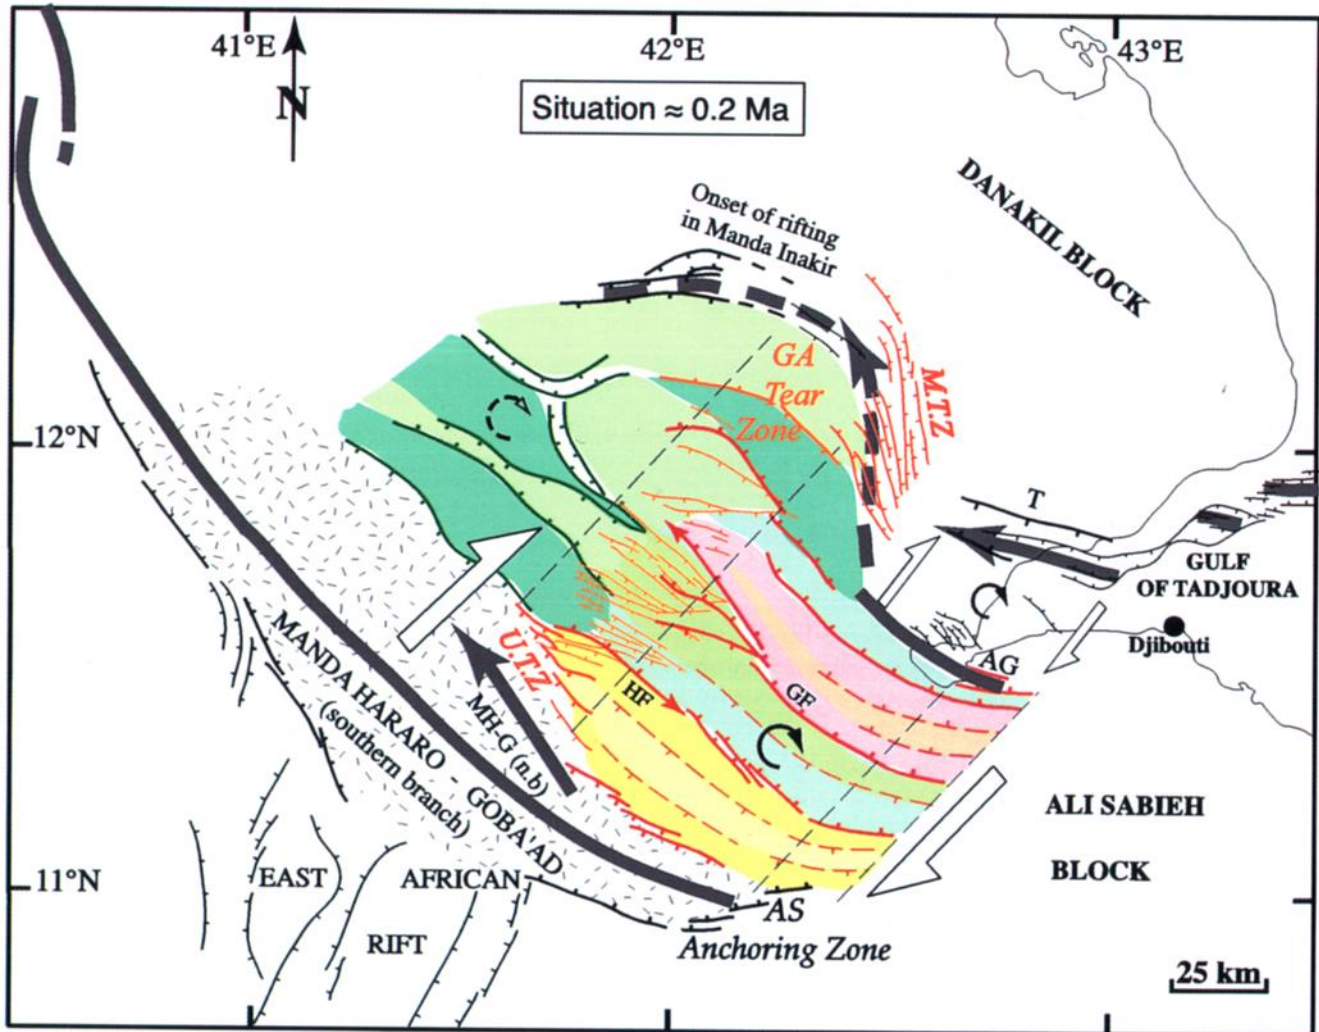 41°E
42°E
43°E
N
Situation ≈ 0.2 Ma
Onset of rifting
in Manda Inakir
DANAKIL BLOCK
GA
Tear
Zone
M.TZ
12°N
T
GULF
OF TADJOURA
Djibouti
AG
U.TZ
HF
GF
MH-G (n.b)
MANDA HARARO - GOBA'AD
(southern branch)
ALI SABIEH
BLOCK
11°N
EAST AFRICAN
RIFT
AS
Anchoring Zone
25 km